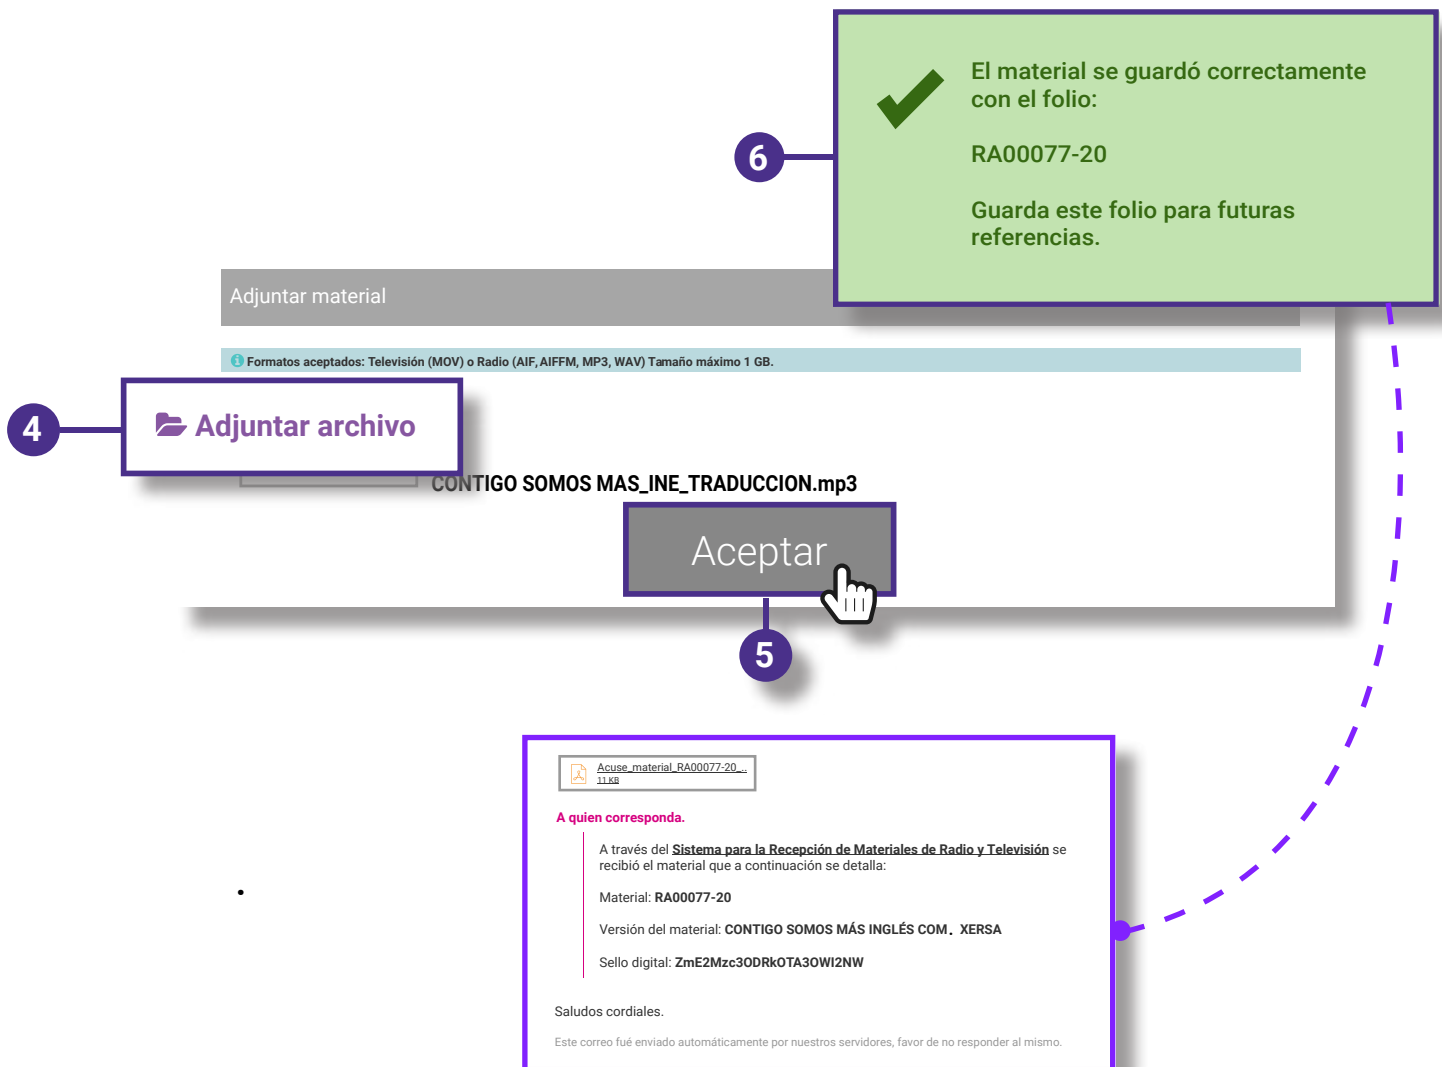 El material se guardó correctamente
con el folio:
RA00077-20
Guarda este folio para futuras
referencias.
6
Adjuntar material
Formatos aceptados: Televisión (MOV) o Radio (AIF, AIFFM, MP3, WAV) Tamaño máximo 1 GB.
4
Adjuntar archivo
CONTIGO SOMOS MAS_INE_TRADUCCION.mp3
Aceptar
5
Acuse_material_RA00077-20_..
11 KB
A quien corresponda.
A través del Sistema para la Recepción de Materiales de Radio y Televisión se
recibió el material que a continuación se detalla:
Material: RA00077-20
Versión del material: CONTIGO SOMOS MÁS INGLÉS COM. XERSA
Sello digital: ZmE2Mzc3ODRkOTA3OWI2NW
Saludos cordiales.
Este correo fué enviado automáticamente por nuestros servidores, favor de no responder al mismo.